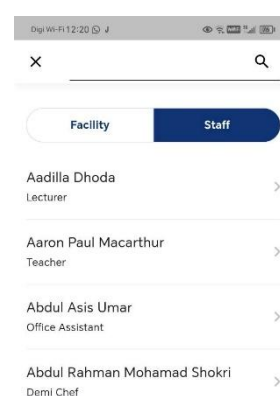 Digi Wi-Fi 12:20 J
Facility Staff
Aadilla Dhoda
Lecturer
Aaron Paul Macarthur
Teacher
Abdul Asis Umar
Office Assistant
Abdul Rahman Mohamad Shokri
Demi Chef